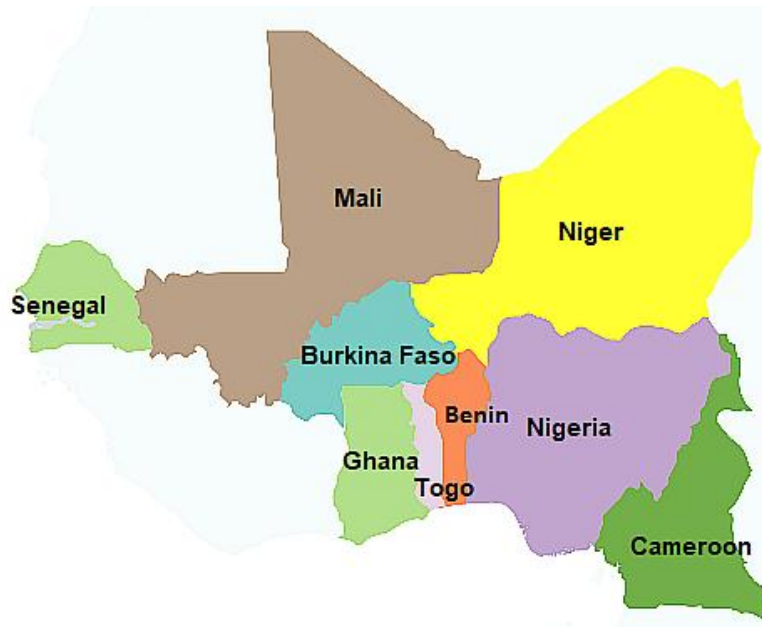 Mali
Niger
Senegal
Burkina Faso
Benin
Nigeria
Ghana
Togo
Cameroon